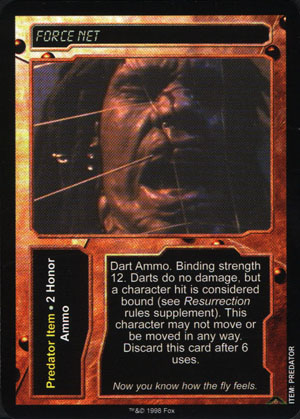 FORCE NET
Predator Item • 2 Honor
Ammo
Dart Ammo. Binding strength
12. Darts do no damage, but
a character hit is considered
bound (see Resurrection
rules supplement). This
character may not move or
be moved in any way.
Discard this card after 6
uses.
Now you know how the fly feels.
ITEM: PREDATOR
™&© 1998 Fox